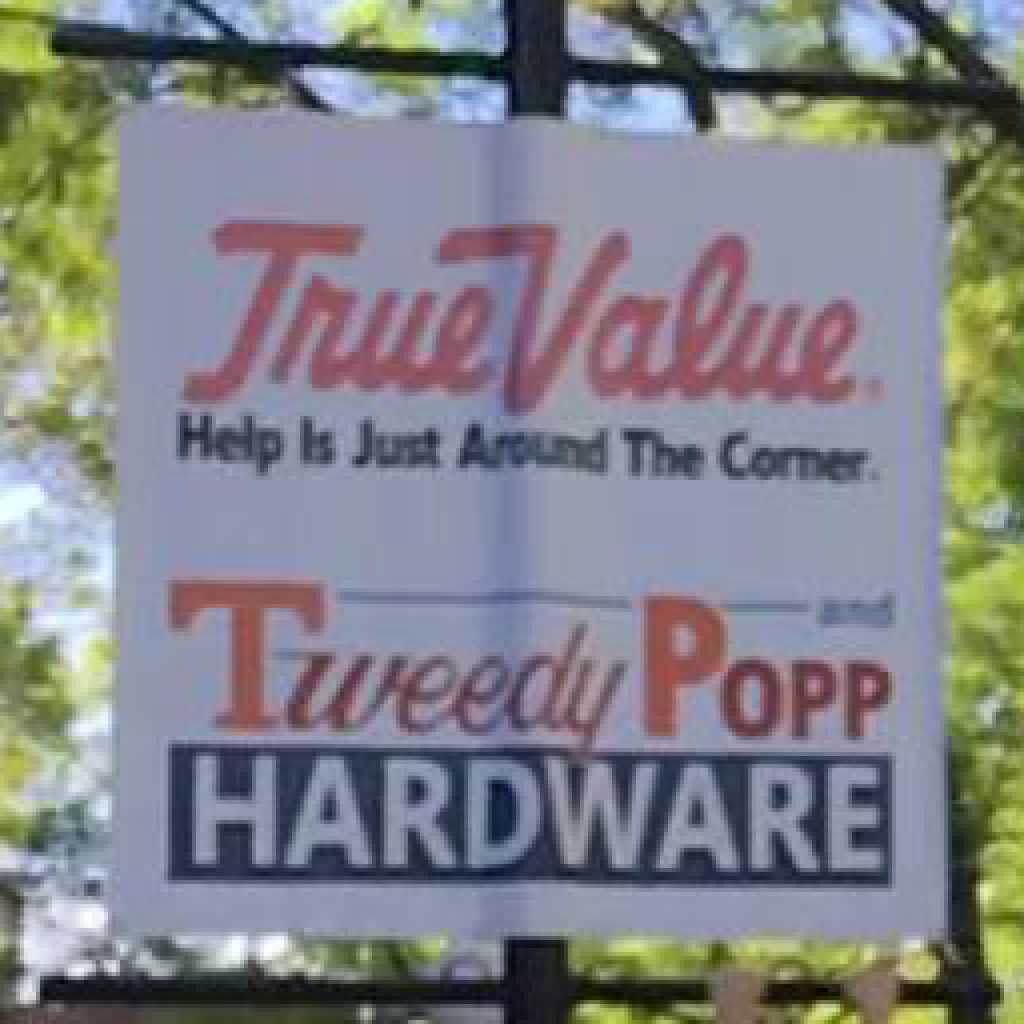 True Value.
Help Is Just Around The Corner.
and
Tweedy POPP
HARDWARE